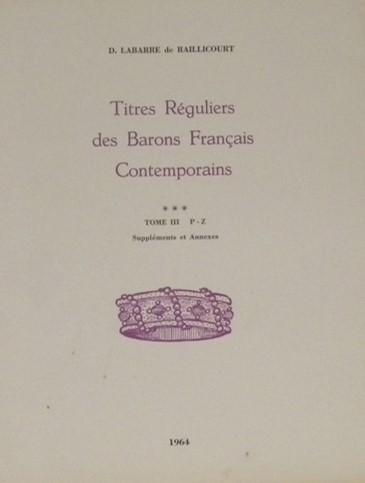 D. LABARRE de RAILLICOURT
Titres Réguliers
des Barons Français
Contemporains
***
TOME III P - Z
Suppléments et Annexes
1964